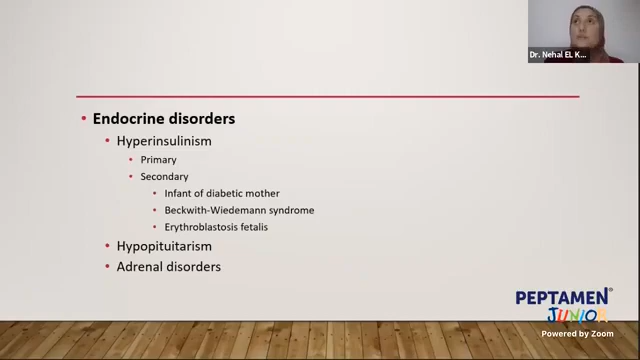 Dr. Nehal EL K...
• Endocrine disorders
• Hyperinsulinism
• Primary
• Secondary
• Infant of diabetic mother
• Beckwith-Wiedemann syndrome
• Erythroblastosis fetalis
• Hypopituitarism
• Adrenal disorders
PEPTAMEN®
JUNIOR
Powered by Zoom